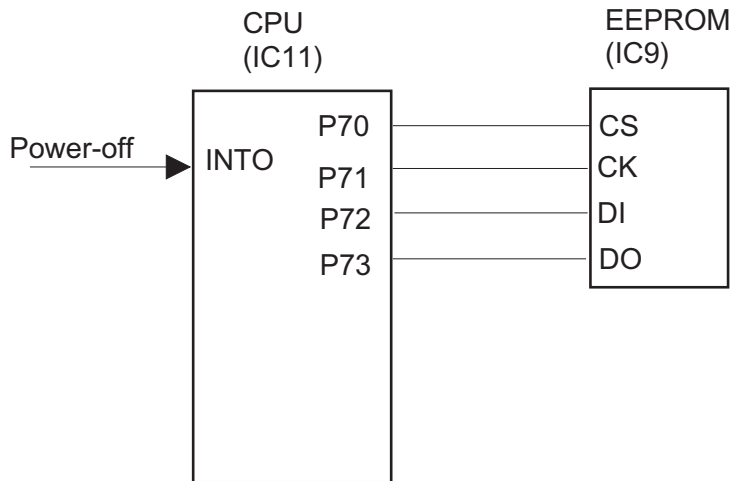 CPU
(IC11)
EEPROM
(IC9)
Power-off
INTO
P70
P71
P72
P73
CS
CK
DI
DO